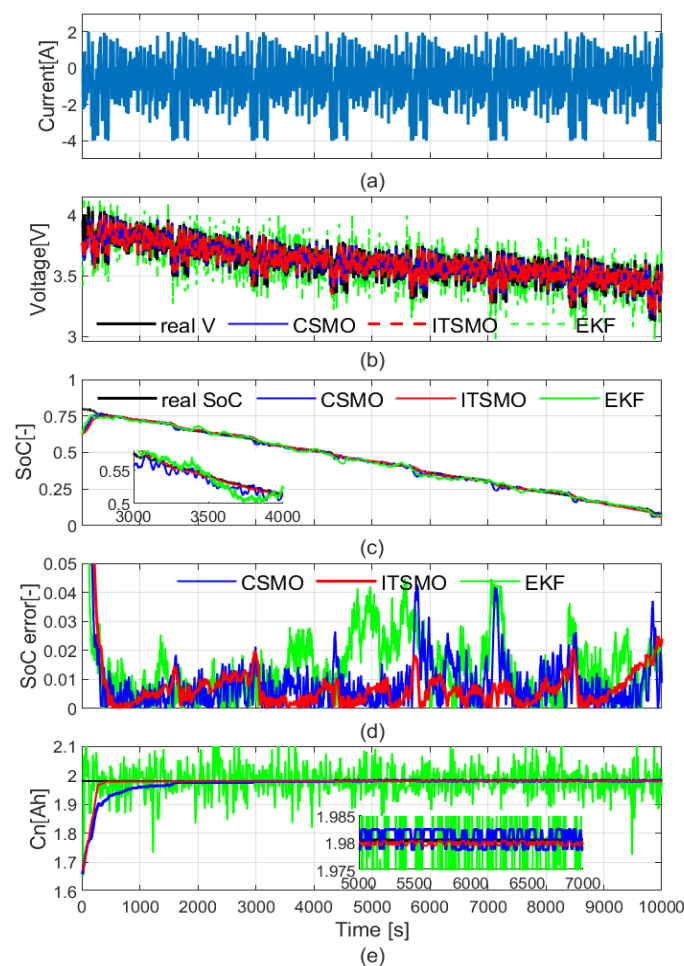 2
0
-2
-4
Current[A]
(a)
4
3.5
3
Voltage[V]
real V CSMO ITSMO EKF
(b)
1
0.75
0.5
0.25
0
SoC[-]
real SoC CSMO ITSMO EKF
0.55
0.5
3000 3500 4000
(c)
0.05
0.04
0.03
0.02
0.01
0
SoC error[-]
CSMO ITSMO EKF
(d)
2.1
2
1.9
1.8
1.7
1.6
Cn[Ah]
1.985
1.98
1.975
5000 5500 6000 6500 7000
0 1000 2000 3000 4000 5000 6000 7000 8000 9000 10000
Time [s]
(e)